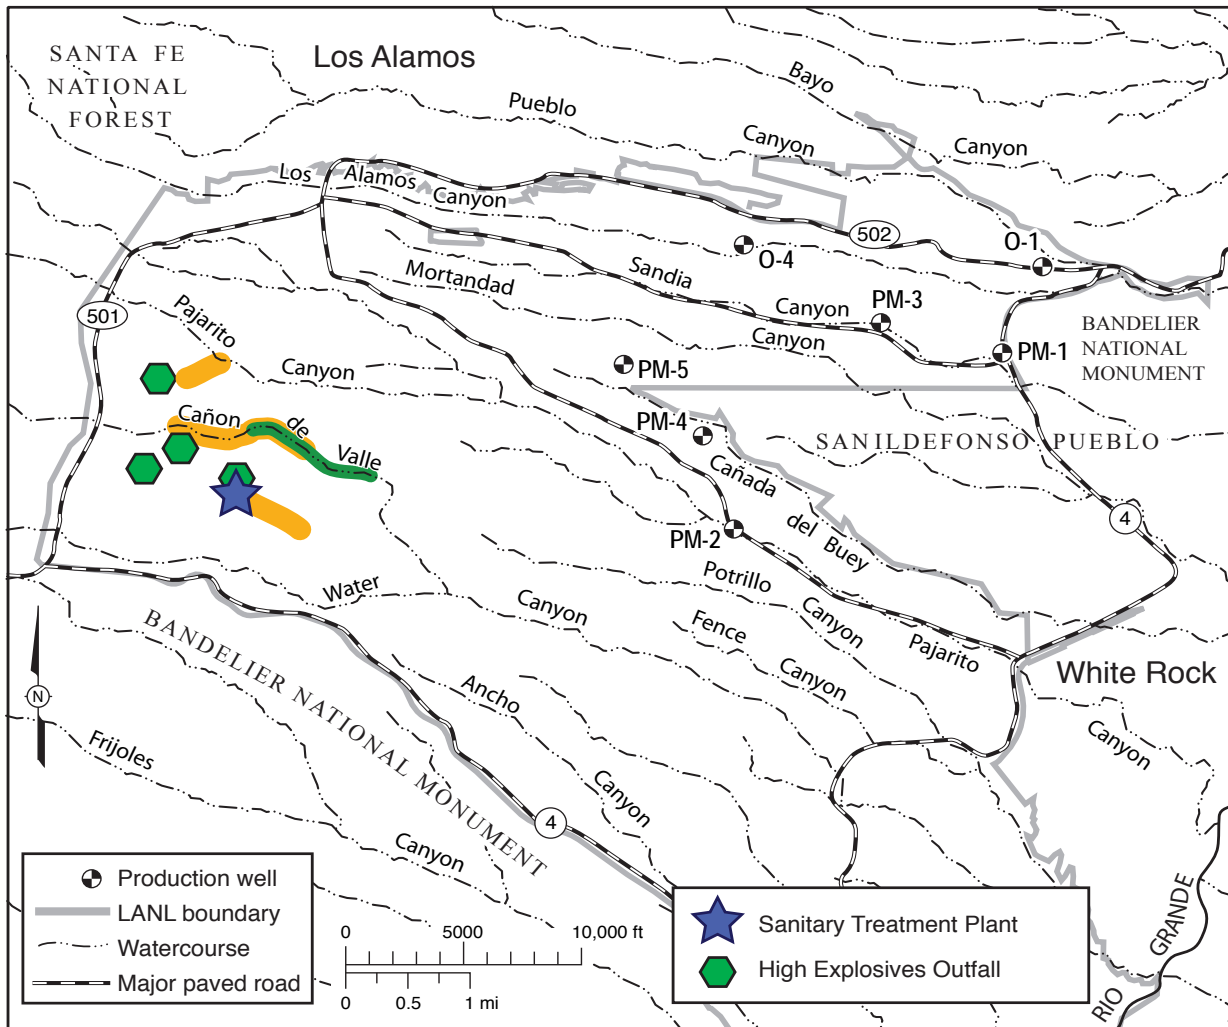 SANTA FE
NATIONAL
FOREST
Los Alamos
Bayo
Pueblo
Canyon
Canyon
Los Alamos
Canyon
502
O-1
O-4
Mortandad
Sandia
Canyon
PM-3
Pajarito
501
Canyon
PM-1
BANDELIER
NATIONAL
MONUMENT
Canyon
PM-5
Cañon de Valle
PM-4
SANILDEFONSO PUEBLO
Cañada
del Buey
4
PM-2
Water
Canyon
Potrillo
Canyon
Fence
Canyon
Pajarito
White Rock
Canyon
BANDELIER NATIONAL MONUMENT
N
Ancho
Canyon
Frijoles
Canyon
4
RIO GRANDE
Production well
LANL boundary
Watercourse
Major paved road
0 5000 10,000 ft
0 0.5 1 mi
Sanitary Treatment Plant
High Explosives Outfall